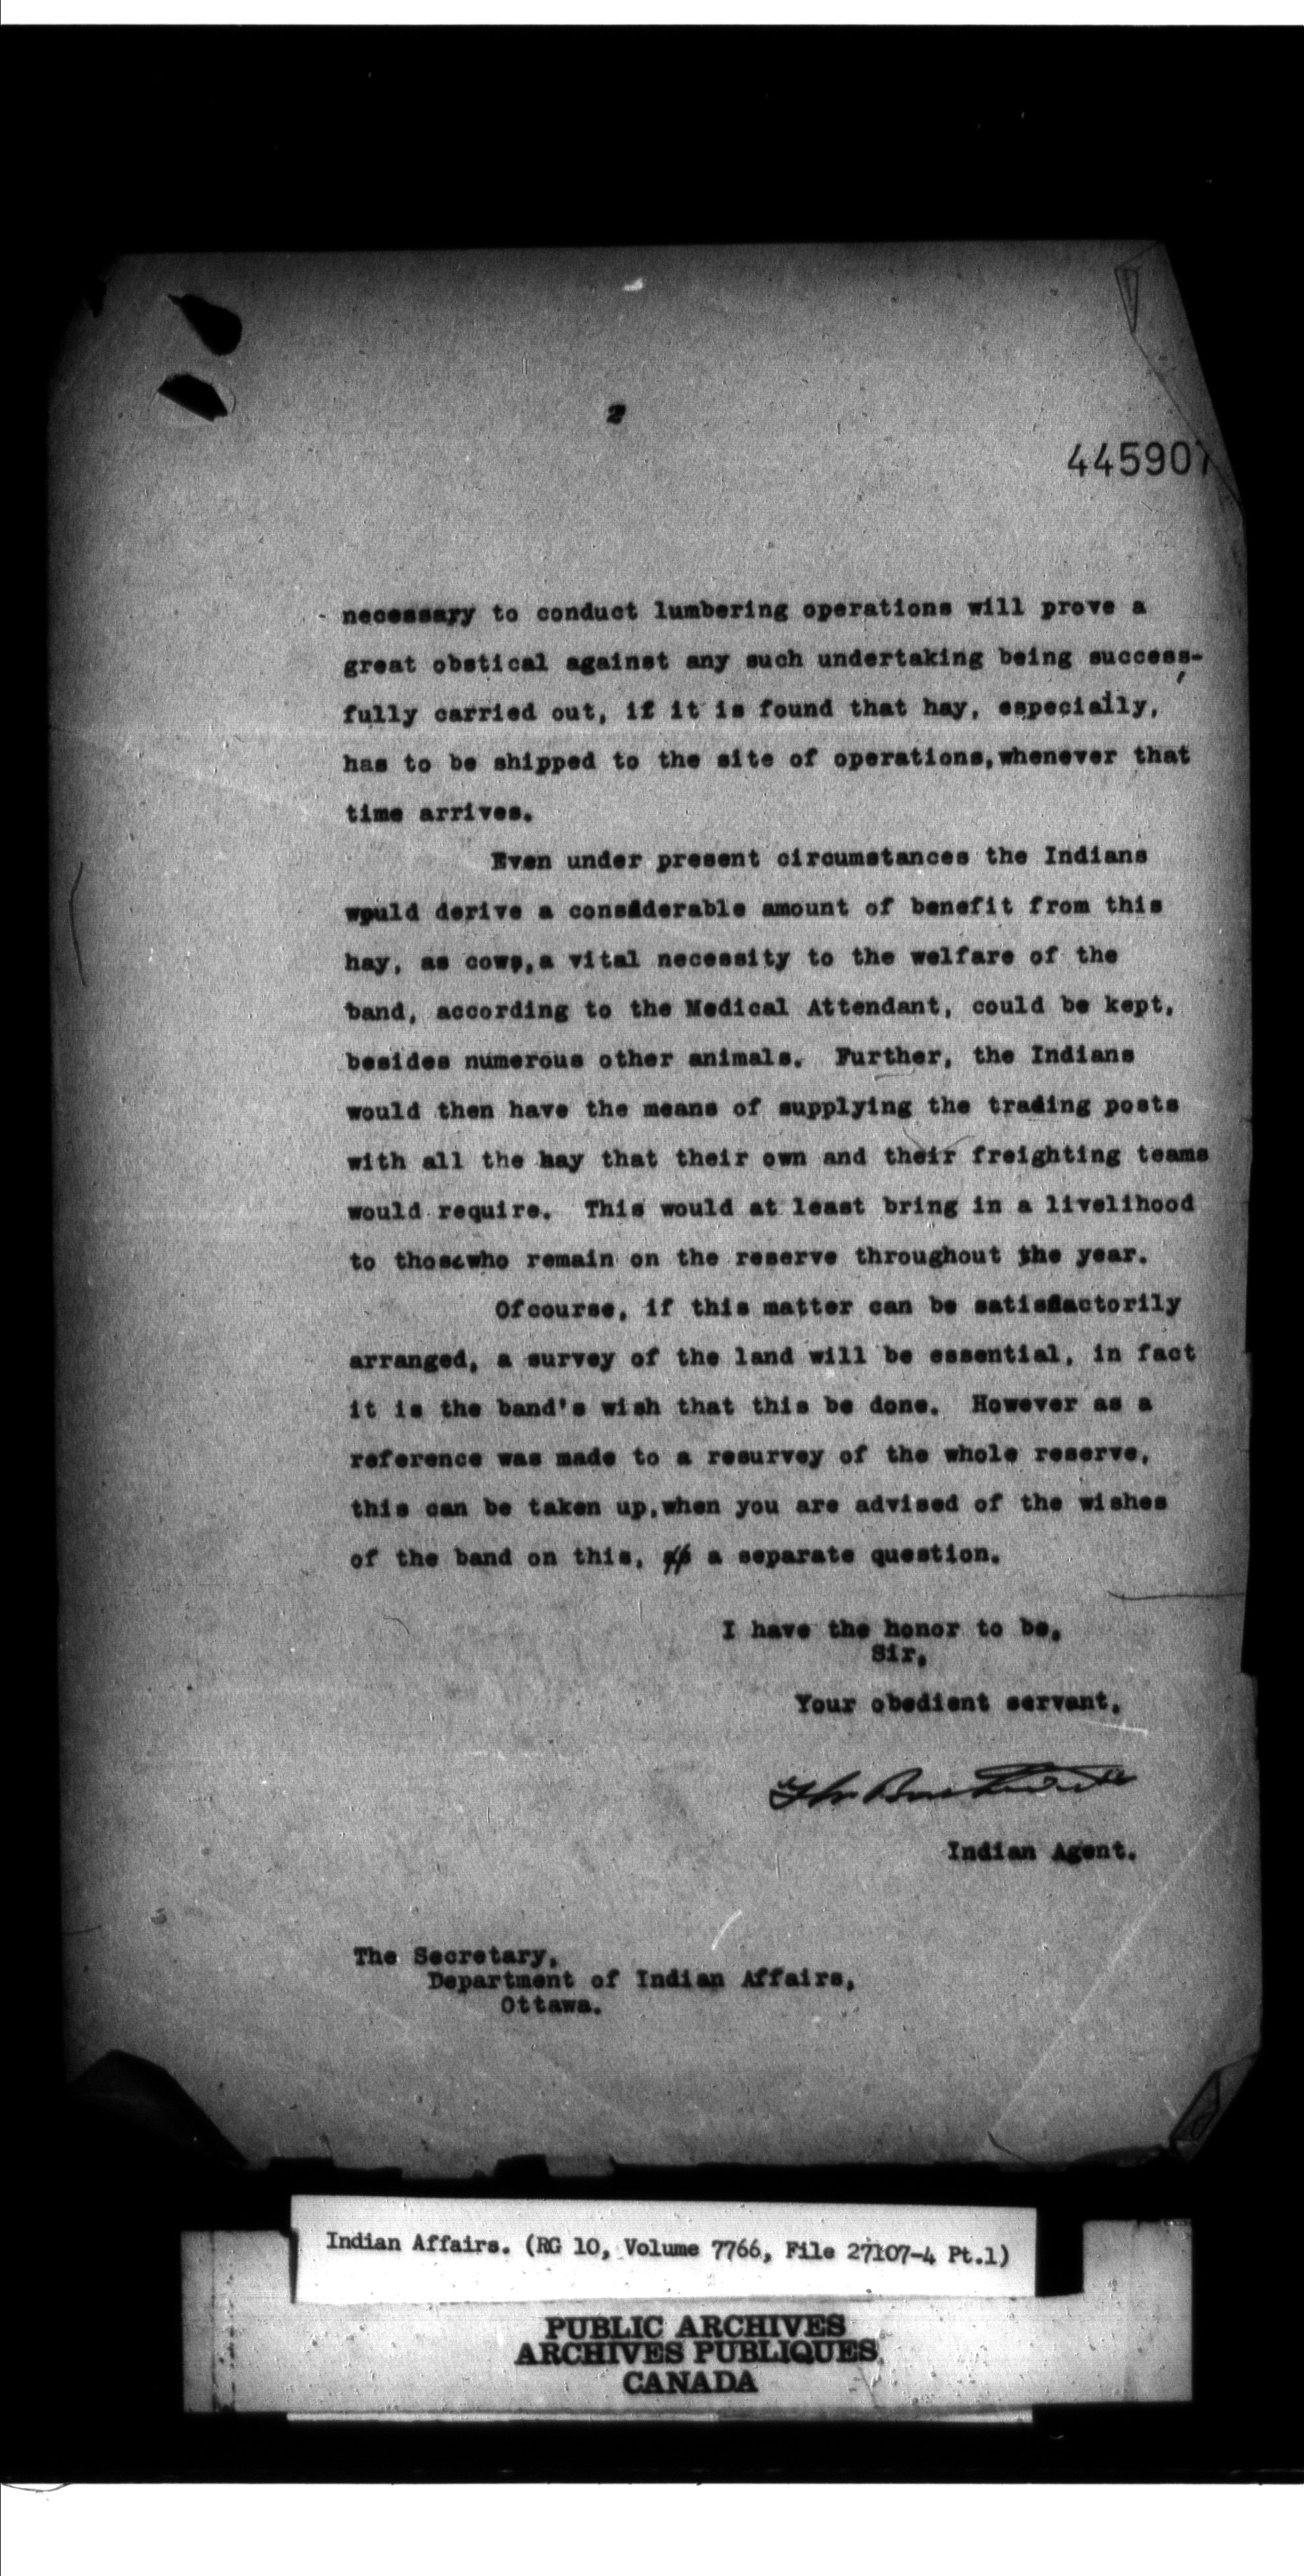 2
445907
necessary to conduct lumbering operations will prove a
great obstical against any such undertaking being success-
fully carried out, if it is found that hay, especially,
has to be shipped to the site of operations,whenever that
time arrives.
Even under present circumstances the Indians
would derive a considerable amount of benefit from this
hay, as cows,a vital necessity to the welfare of the
band, according to the Medical Attendant, could be kept,
besides numerous other animals. Further, the Indians
would then have the means of supplying the trading posts
with all the hay that their own and their freighting teams
would require. This would at least bring in a livelihood
to those who remain on the reserve throughout the year.
Ofcourse, if this matter can be satisfactorily
arranged, a survey of the land will be essential, in fact
it is the band's wish that this be done. However as a
reference was made to a resurvey of the whole reserve,
this can be taken up,when you are advised of the wishes
of the band on this, a separate question.
I have the honor to be,
Sir,
Your obedient servant,
Indian Agent.
The Secretary,
Department of Indian Affairs,
Ottawa.
Indian Affairs. (RG 10, Volume 7766, File 27107-4 Pt.1)
PUBLIC ARCHIVES
ARCHIVES PUBLIQUES
CANADA